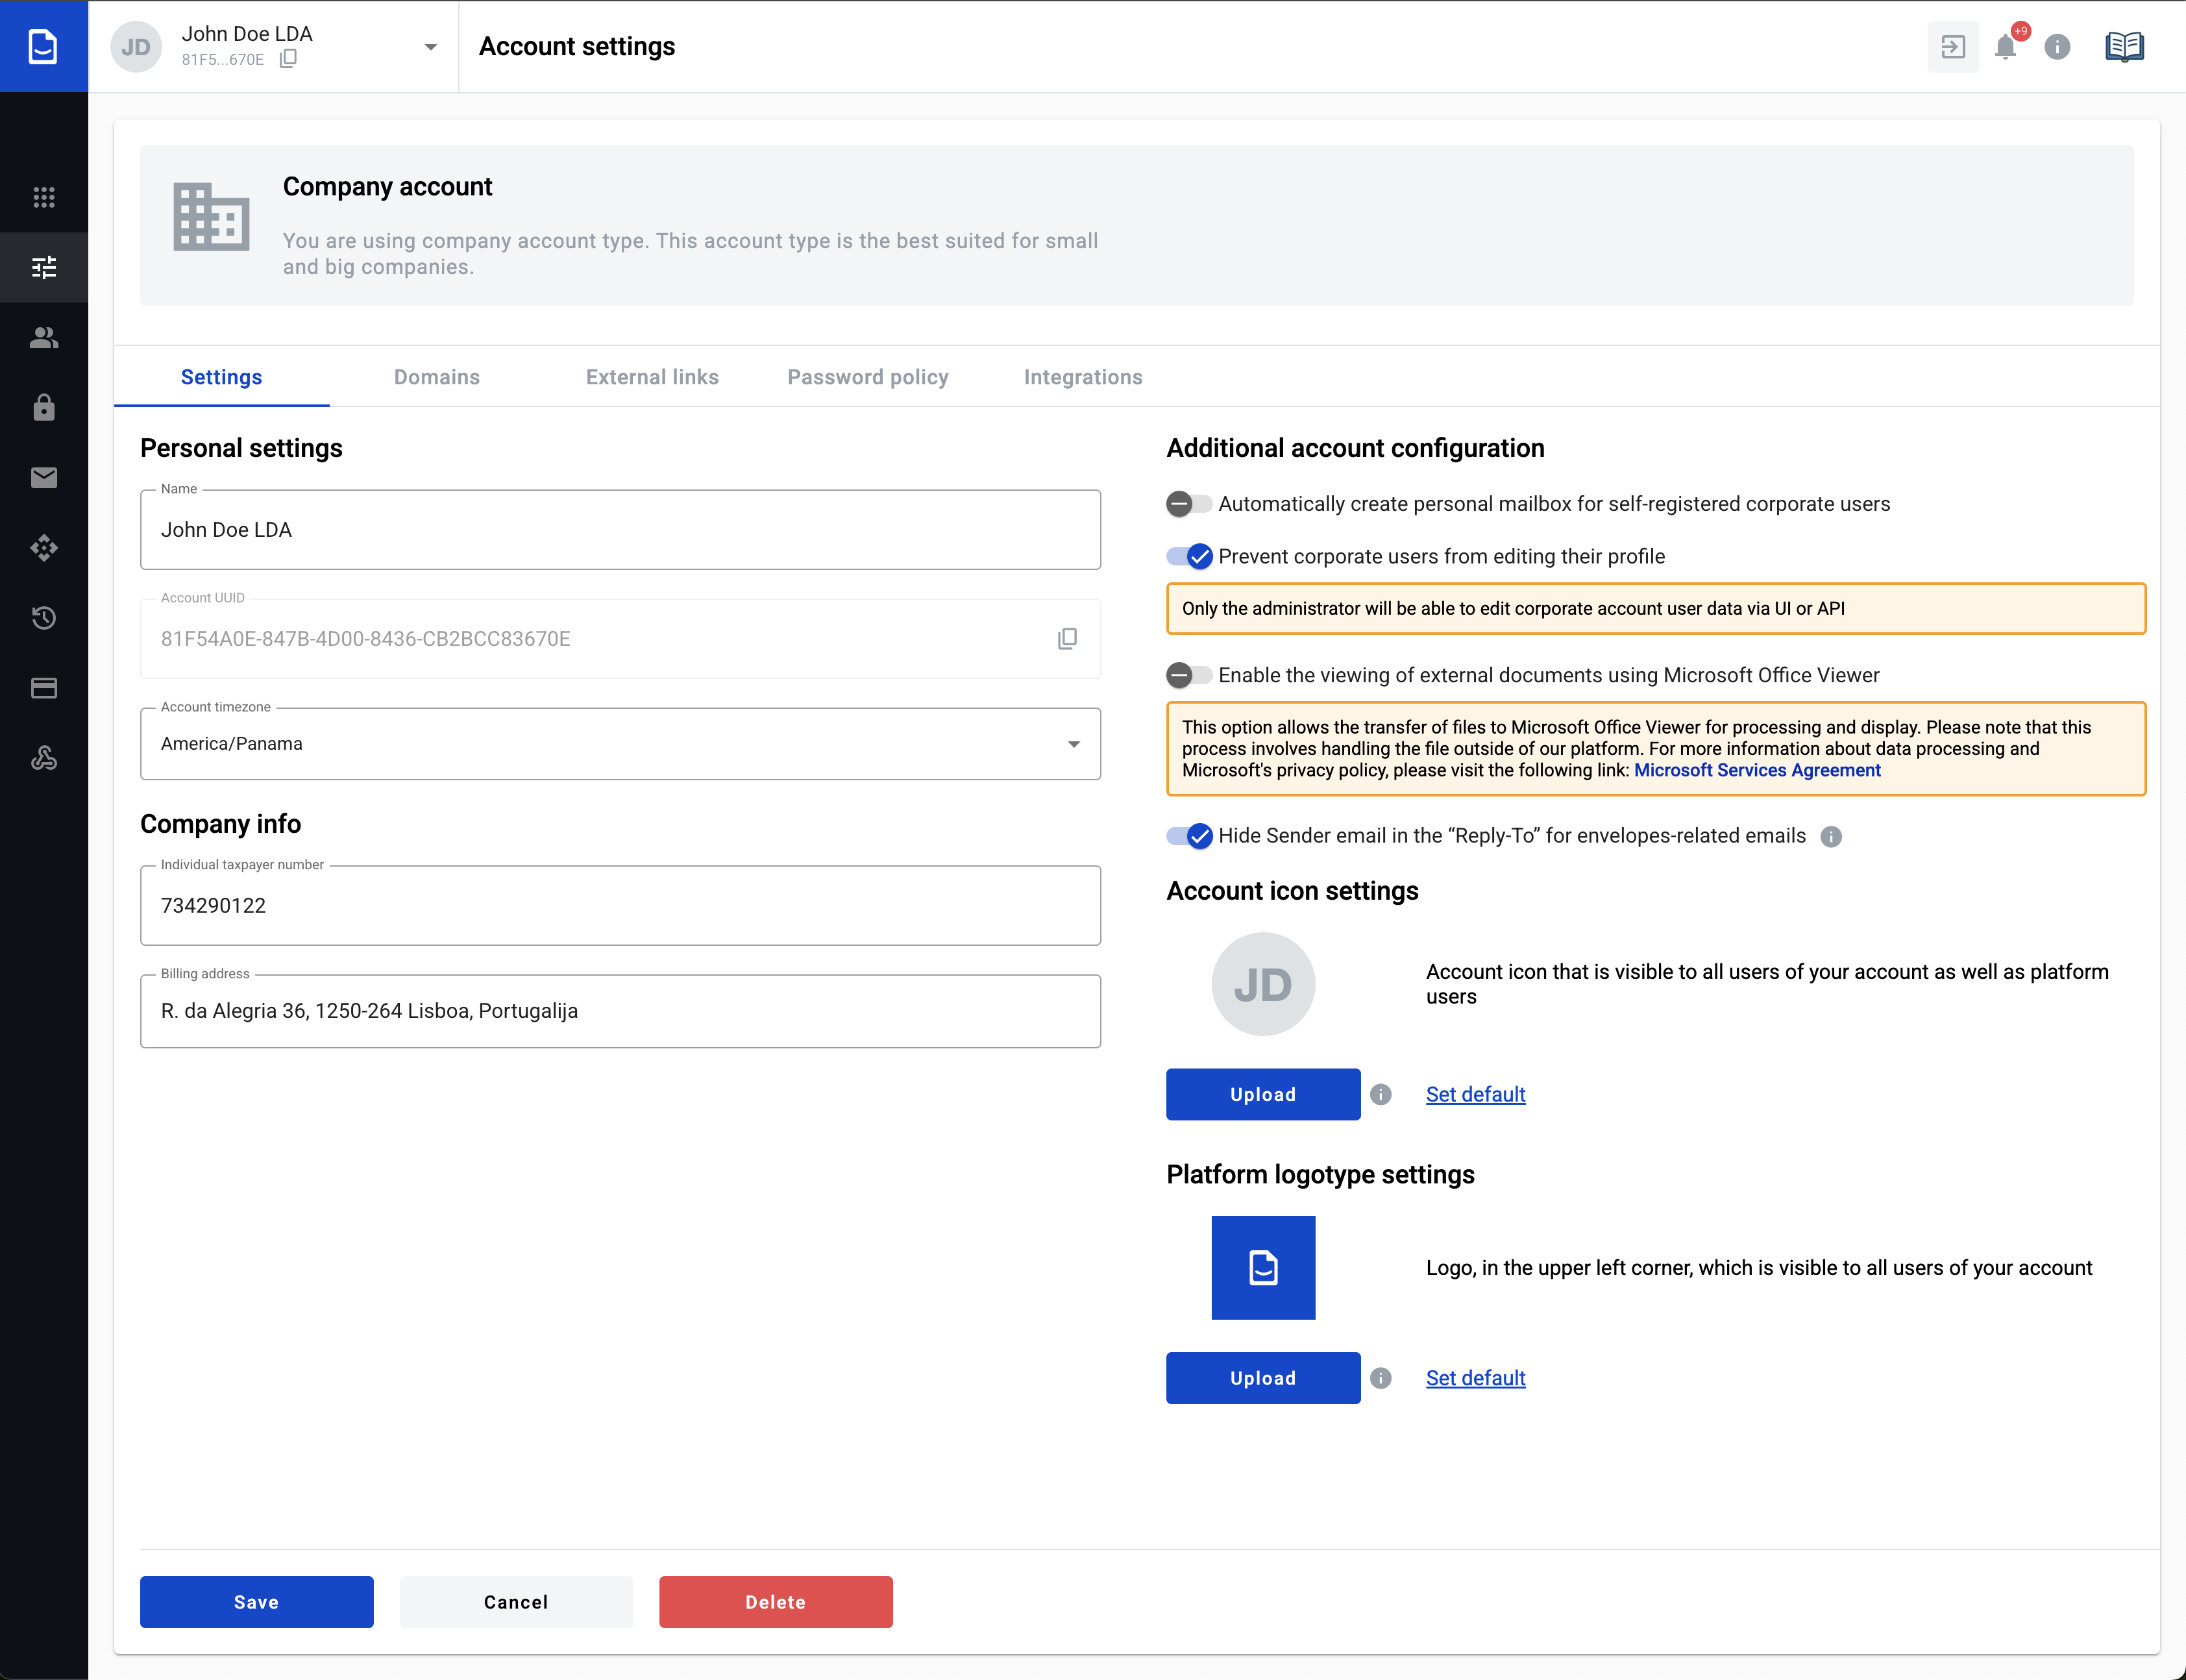 JD
John Doe LDA
81F5...670E
Account settings
+9
Company account
You are using company account type. This account type is the best suited for small
and big companies.
Settings
Domains
External links
Password policy
Integrations
Personal settings
Name
John Doe LDA
Account UUID
81F54A0E-847B-4D00-8436-CB2BCC83670E
Account timezone
America/Panama
Company info
Individual taxpayer number
734290122
Billing address
R. da Alegria 36, 1250-264 Lisboa, Portugalija
Additional account configuration
Automatically create personal mailbox for self-registered corporate users
Prevent corporate users from editing their profile
Only the administrator will be able to edit corporate account user data via UI or API
Enable the viewing of external documents using Microsoft Office Viewer
This option allows the transfer of files to Microsoft Office Viewer for processing and display. Please note that this
process involves handling the file outside of our platform. For more information about data processing and
Microsoft's privacy policy, please visit the following link: Microsoft Services Agreement
Hide Sender email in the “Reply-To” for envelopes-related emails
Account icon settings
JD
Account icon that is visible to all users of your account as well as platform
users
Upload
Set default
Platform logotype settings
Logo, in the upper left corner, which is visible to all users of your account
Upload
Set default
Save
Cancel
Delete